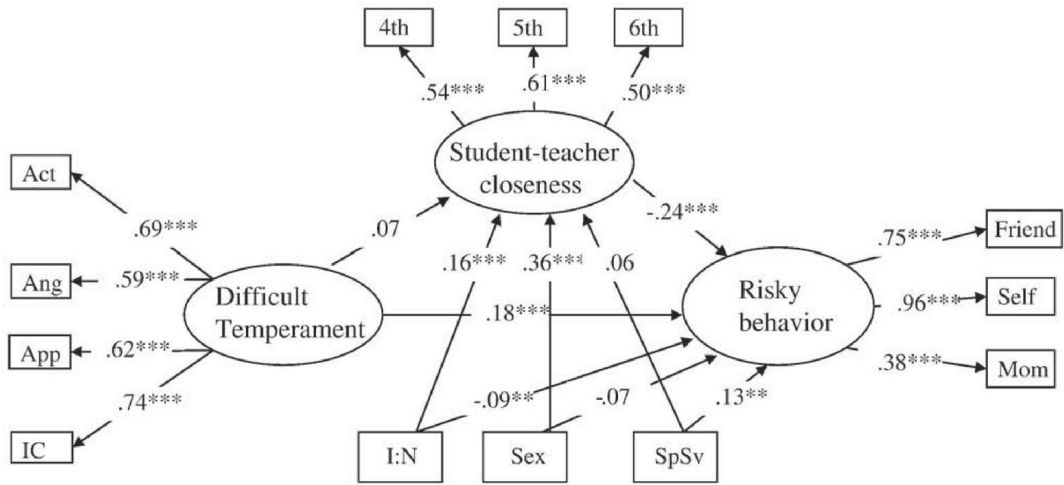 4th 5th 6th
.54*** .61*** .50***
Student-teacher
closeness
Act
.69*** .07 -.24***
.16*** .36*** .06
.75*** Friend
Ang .59***
Difficult
Temperament
Risky
behavior
.96*** Self
.18***
App .62***
.38*** Mom
.74***
-.09** -.07 .13**
IC
I:N Sex SpSv